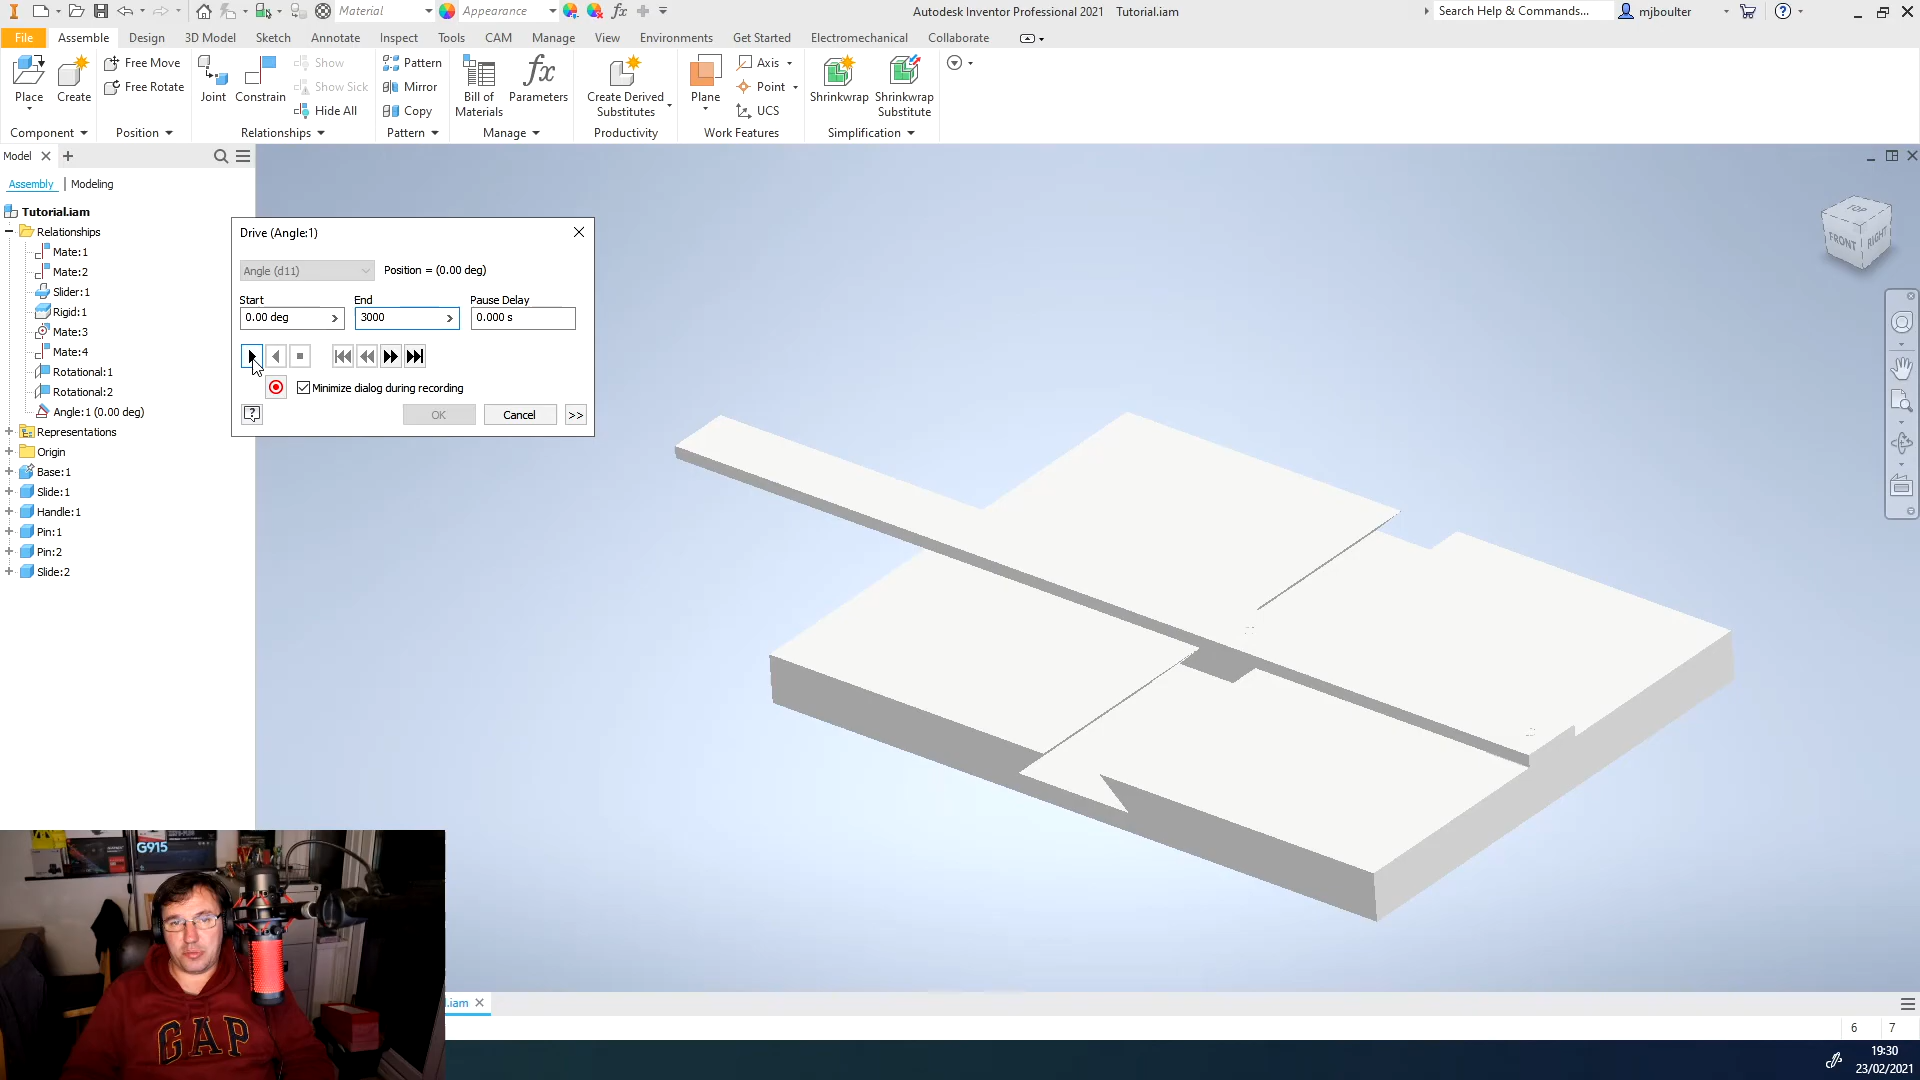 Material
Appearance
fx
Autodesk Inventor Professional 2021 Tutorial.iam
Search Help & Commands...
mjboulter
File Assemble Design 3D Model Sketch Annotate Inspect Tools CAM Manage View Environments Get Started Electromechanical Collaborate
Place
Create
Free Move
Free Rotate
Joint
Constrain
Show
Show Sick
Hide All
Pattern
Mirror
Copy
Bill of
Materials
fx
Parameters
Create Derived
Substitutes
Plane
Axis
Point
UCS
Shrinkwrap
Shrinkwrap
Substitute
Component Position Relationships Pattern Manage Productivity Work Features Simplification
Model
Assembly | Modeling
Tutorial.iam
Relationships
Mate:1
Mate:2
Slider:1
Rigid:1
Mate:3
Mate:4
Rotational:1
Rotational:2
Angle:1 (0.00 deg)
Representations
Origin
Base:1
Slide:1
Handle:1
Pin:1
Pin:2
Slide:2
Drive (Angle:1)
Angle (d11)
Position = (0.00 deg)
Start End Pause Delay
0.00 deg 3000 0.000 s
Minimize dialog during recording
OK Cancel >>
TOP
FRONT
RIGHT
G915
GAP
.iam
6 7
19:30
23/02/2021